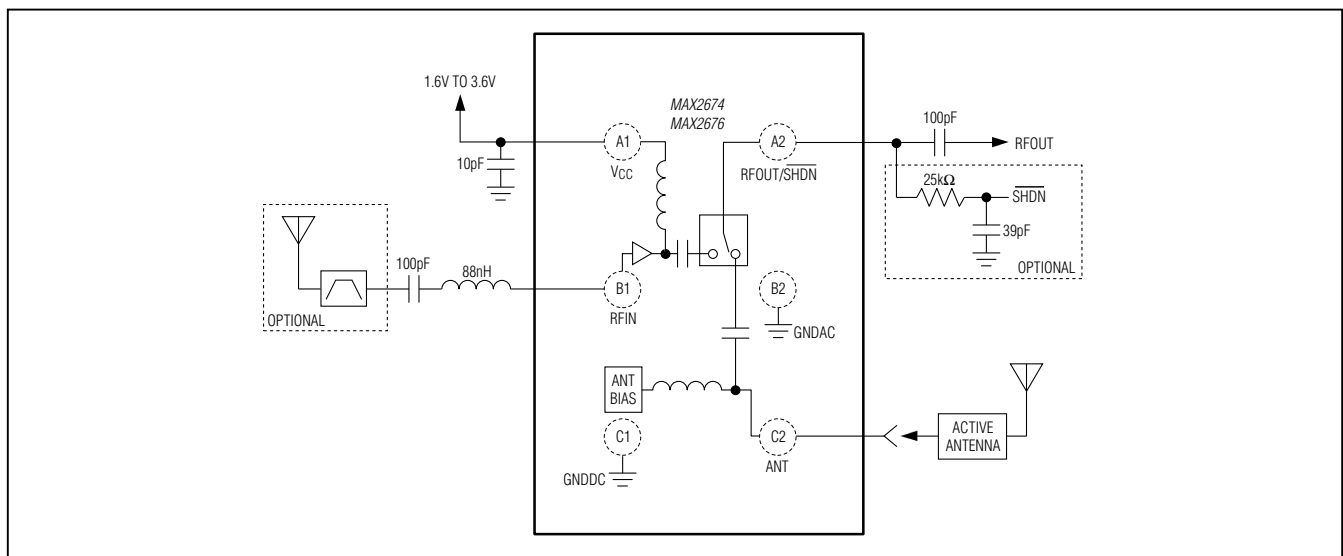 1.6V TO 3.6V
10pF
A1
VCC
MAX2674
MAX2676
A2
RFOUT/SHDN
100pF
RFOUT
25kΩ
SHDN
39pF
OPTIONAL
OPTIONAL
100pF
88nH
B1
RFIN
B2
GNDAC
ANT
BIAS
C1
GNDDC
C2
ANT
ACTIVE
ANTENNA